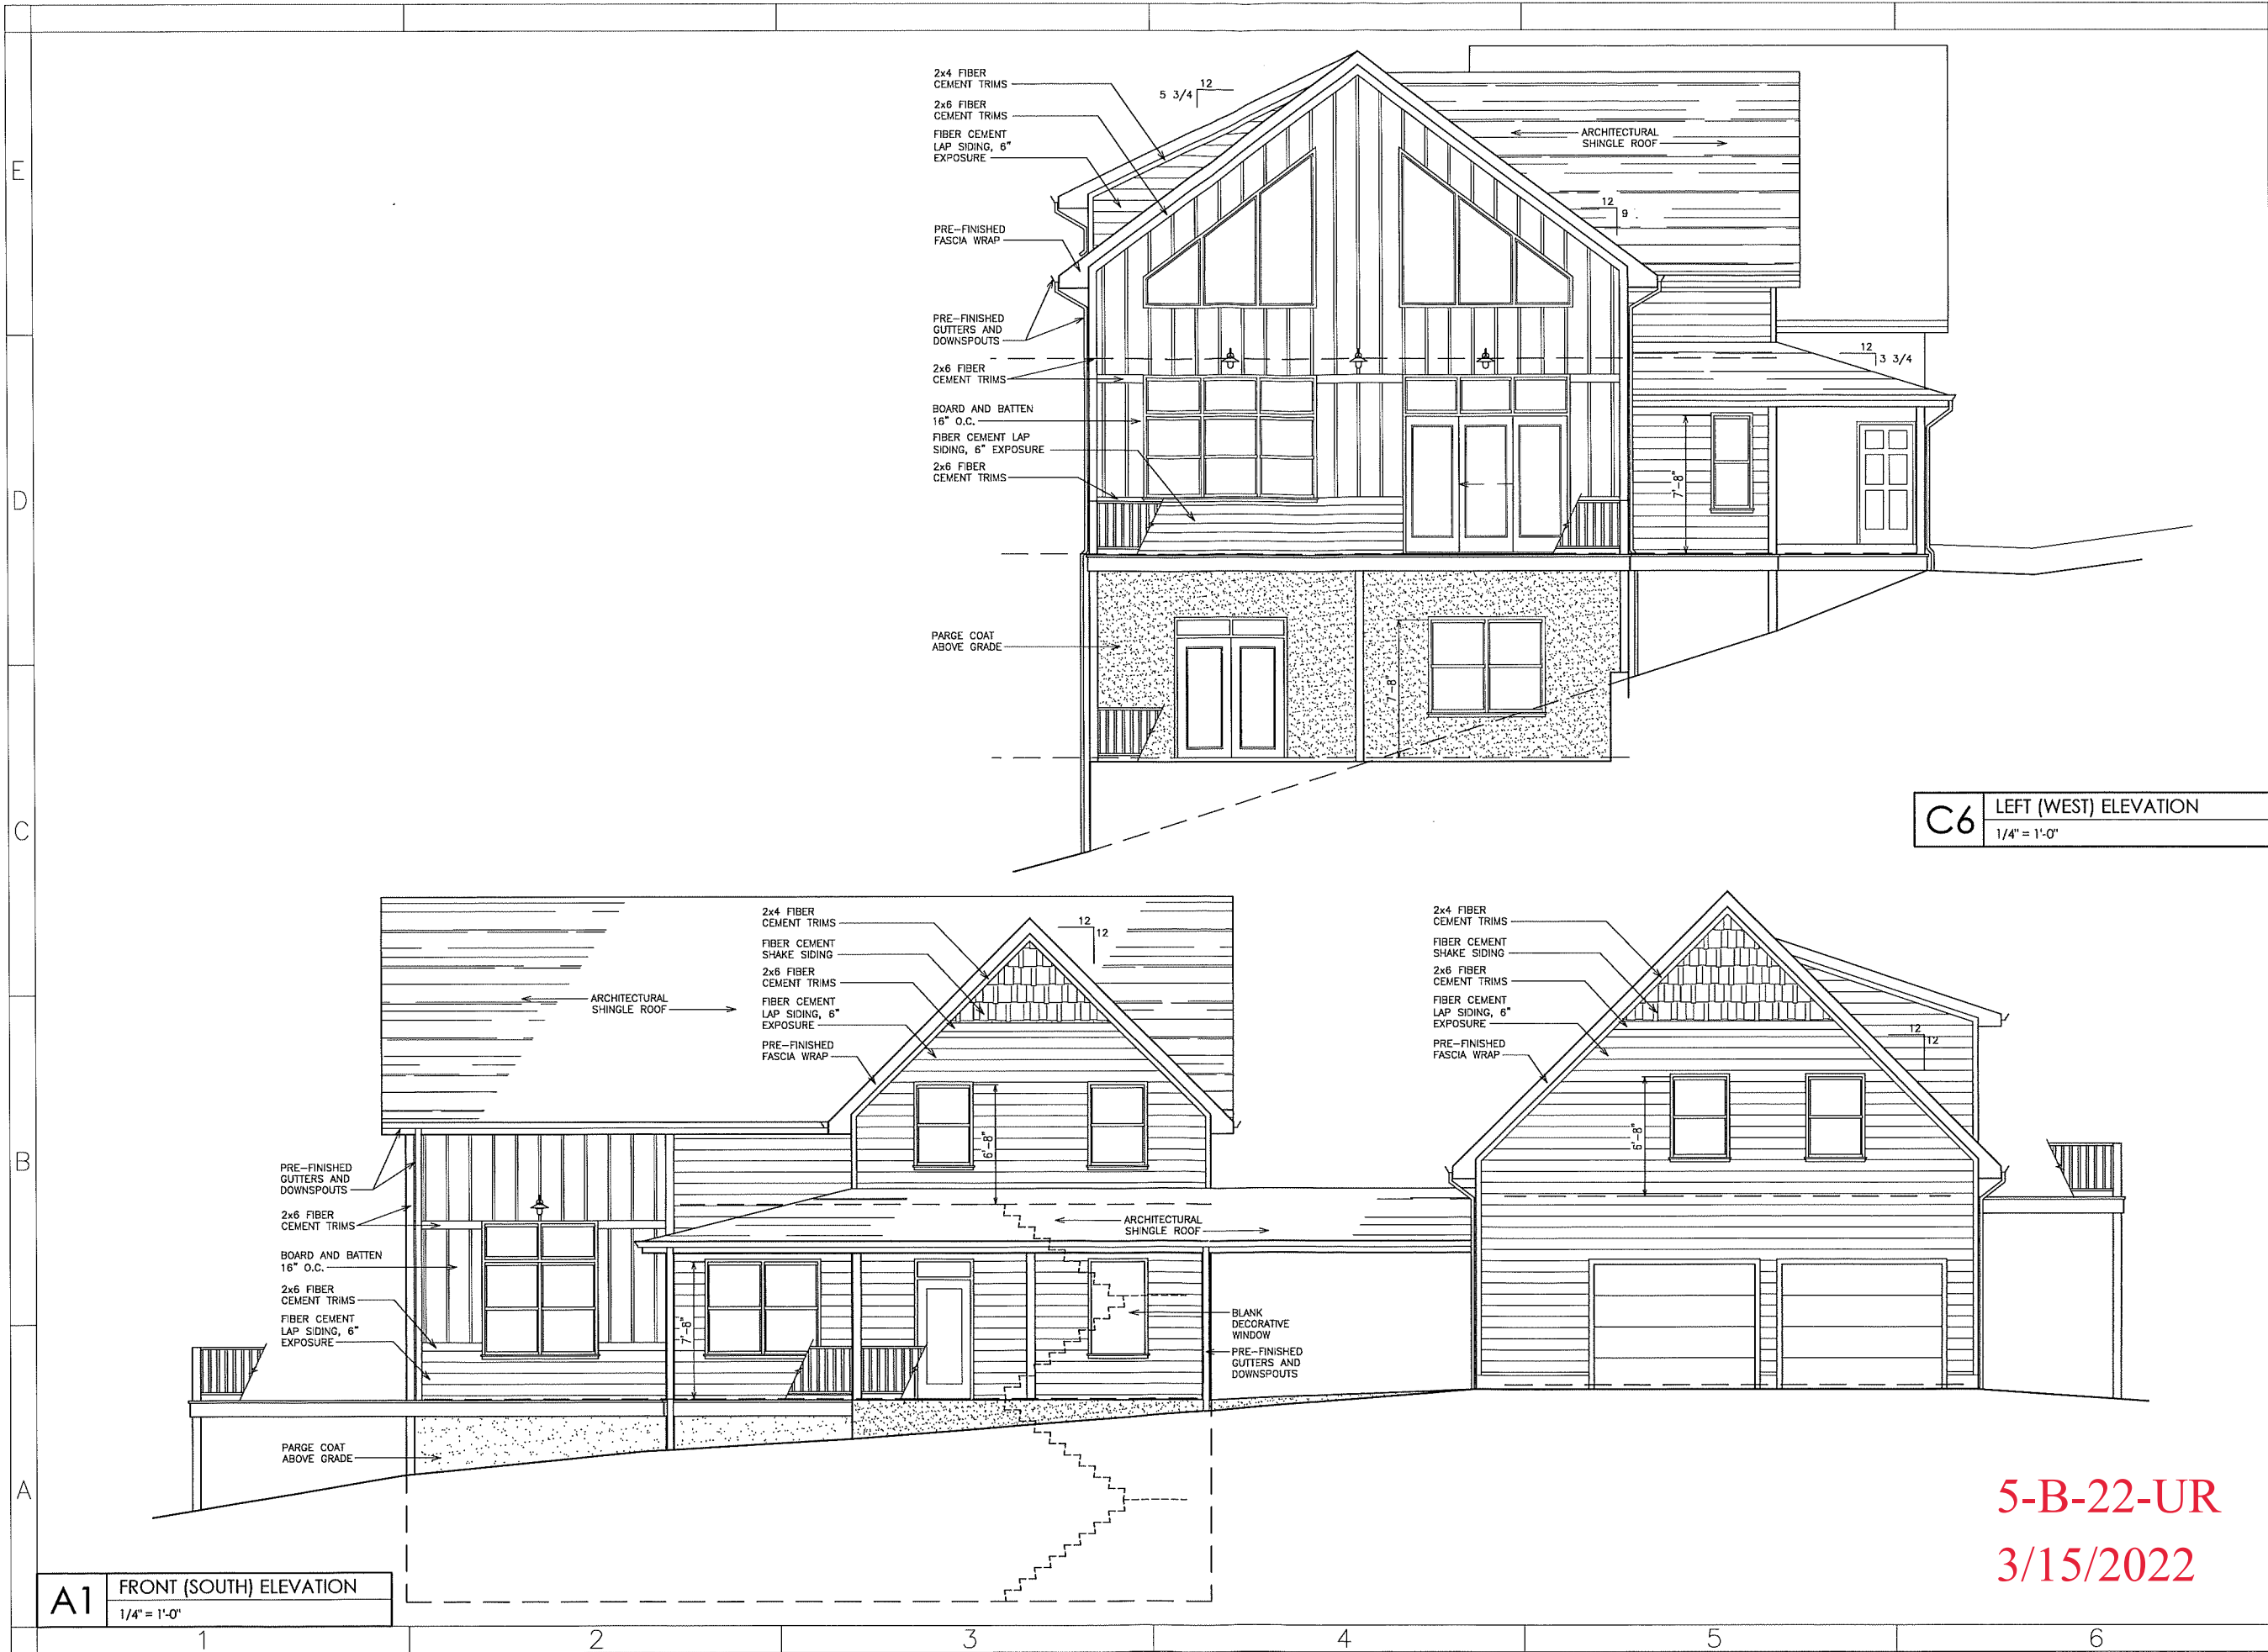 E
D
C
B
A
2x4 FIBER
CEMENT TRIMS
2x6 FIBER
CEMENT TRIMS
FIBER CEMENT
LAP SIDING, 6"
EXPOSURE
PRE-FINISHED
FASCIA WRAP
PRE-FINISHED
GUTTERS AND
DOWNSPOUTS
2x6 FIBER
CEMENT TRIMS
BOARD AND BATTEN
16" O.C.
FIBER CEMENT LAP
SIDING, 6" EXPOSURE
2x6 FIBER
CEMENT TRIMS
PARGE COAT
ABOVE GRADE
12
5 3/4
ARCHITECTURAL
SHINGLE ROOF
12
9
12
3 3/4
7'-8"
7'-8"
C6
LEFT (WEST) ELEVATION
1/4" = 1'-0"
2x4 FIBER
CEMENT TRIMS
FIBER CEMENT
SHAKE SIDING
2x6 FIBER
CEMENT TRIMS
FIBER CEMENT
LAP SIDING, 6"
EXPOSURE
PRE-FINISHED
FASCIA WRAP
12
12
ARCHITECTURAL
SHINGLE ROOF
6'-8"
PRE-FINISHED
GUTTERS AND
DOWNSPOUTS
2x6 FIBER
CEMENT TRIMS
BOARD AND BATTEN
16" O.C.
2x6 FIBER
CEMENT TRIMS
FIBER CEMENT
LAP SIDING, 6"
EXPOSURE
PARGE COAT
ABOVE GRADE
7'-8"
ARCHITECTURAL
SHINGLE ROOF
BLANK
DECORATIVE
WINDOW
PRE-FINISHED
GUTTERS AND
DOWNSPOUTS
2x4 FIBER
CEMENT TRIMS
FIBER CEMENT
SHAKE SIDING
2x6 FIBER
CEMENT TRIMS
FIBER CEMENT
LAP SIDING, 6"
EXPOSURE
PRE-FINISHED
FASCIA WRAP
12
12
6'-8"
5-B-22-UR
3/15/2022
A1
FRONT (SOUTH) ELEVATION
1/4" = 1'-0"
1
2
3
4
5
6